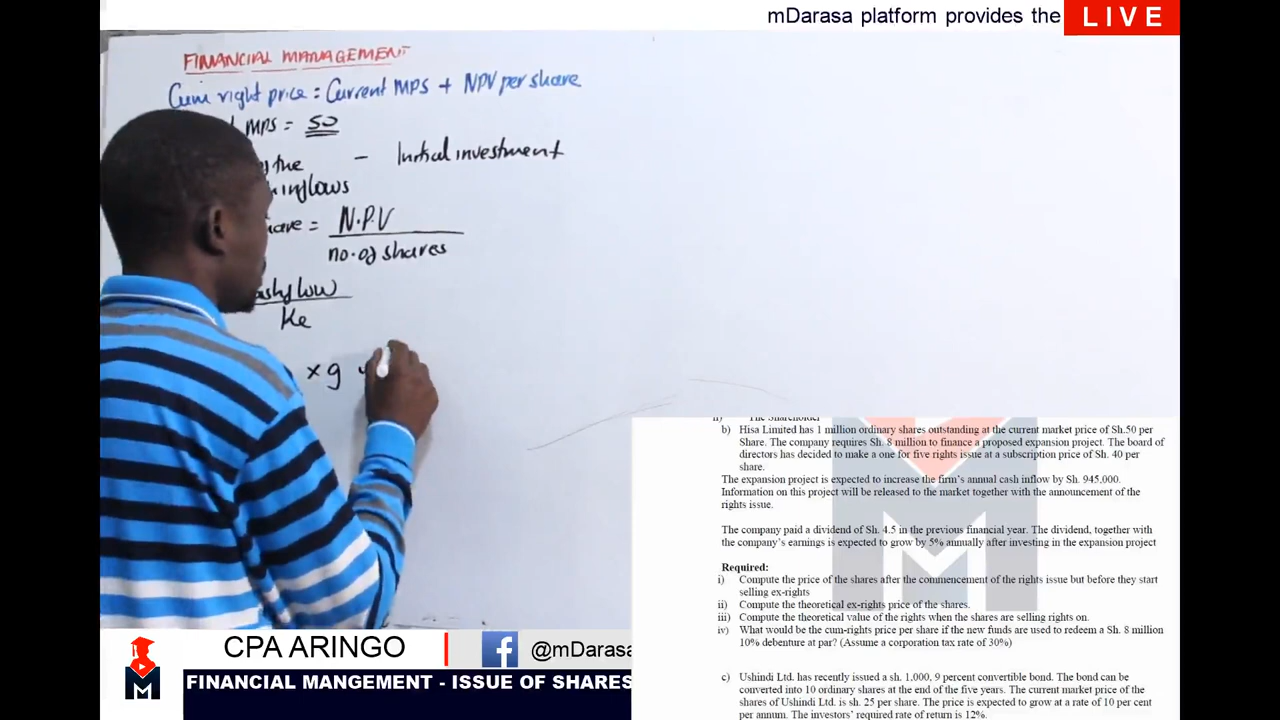 mDarasa platform provides the
LIVE
FINANCIAL MANAGEMENT
Cum right price = Current MPS + NPV per share
MPS = 50
the – Initial investment
inflows
= N.P.V
no. of shares
cashflow
Ke
x g
b) Hisa Limited has 1 million ordinary shares outstanding at the current market price of Sh.50 per
Share. The company requires Sh. 8 million to finance a proposed expansion project. The board of
directors has decided to make a one for five rights issue at a subscription price of Sh. 40 per
share.
The expansion project is expected to increase the firm's annual cash inflow by Sh. 945,000.
Information on this project will be released to the market together with the announcement of the
rights issue.
The company paid a dividend of Sh. 4.5 in the previous financial year. The dividend, together with
the company's earnings is expected to grow by 5% annually after investing in the expansion project
Required:
i) Compute the price of the shares after the commencement of the rights issue but before they start
selling ex-rights
ii) Compute the theoretical ex-rights price of the shares.
iii) Compute the theoretical value of the rights when the shares are selling rights on.
iv) What would be the cum-rights price per share if the new funds are used to redeem a Sh. 8 million
10% debenture at par? (Assume a corporation tax rate of 30%)
c) Ushindi Ltd. has recently issued a sh. 1,000, 9 percent convertible bond. The bond can be
converted into 10 ordinary shares at the end of the five years. The current market price of the
shares of Ushindi Ltd. is sh. 25 per share. The price is expected to grow at a rate of 10 per cent
per annum. The investors' required rate of return is 12%.
CPA ARINGO
@mDarasa
FINANCIAL MANGEMENT - ISSUE OF SHARES